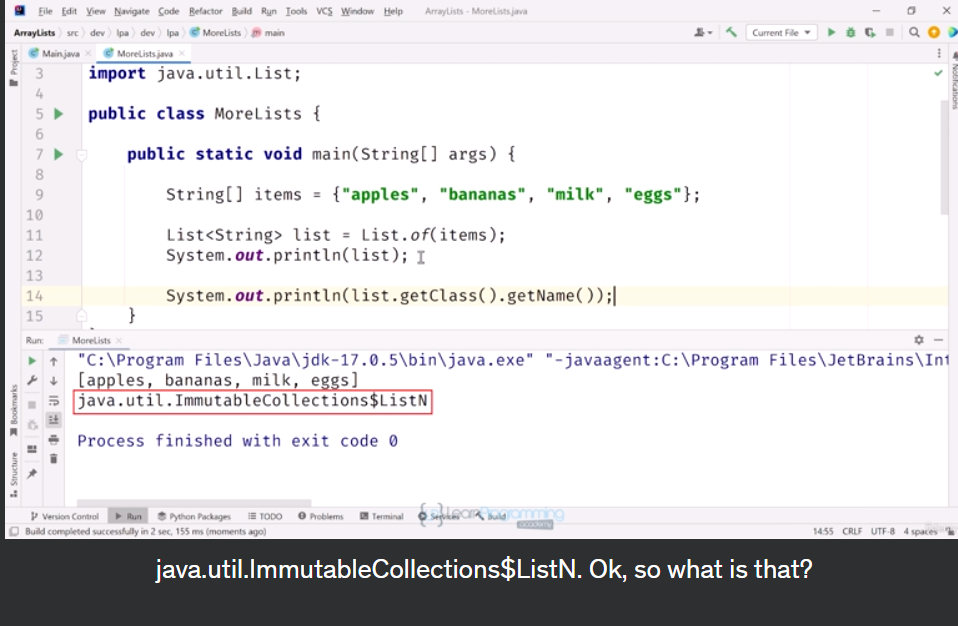 File Edit View Navigate Code Refactor Build Run Tools VCS Window Help ArrayLists - MoreLists.java
ArrayLists src dev lpa dev lpa MoreLists main Current File
Project
Main.java MoreLists.java
Notifications
3 import java.util.List;
4
5 public class MoreLists {
6
7 public static void main(String[] args) {
8
9 String[] items = {"apples", "bananas", "milk", "eggs"};
10
11 List<String> list = List.of(items);
12 System.out.println(list);
13
14 System.out.println(list.getClass().getName());
15 }
Run: MoreLists
"C:\Program Files\Java\jdk-17.0.5\bin\java.exe" "-javaagent:C:\Program Files\JetBrains\Int
[apples, bananas, milk, eggs]
java.util.ImmutableCollections$ListN
Process finished with exit code 0
Bookmarks
Structure
LearnProgramming
academy
Version Control Run Python Packages TODO Problems Terminal Services Build
Build completed successfully in 2 sec, 155 ms (moments ago) 14:55 CRLF UTF-8 4 spaces
java.util.ImmutableCollections$ListN. Ok, so what is that?